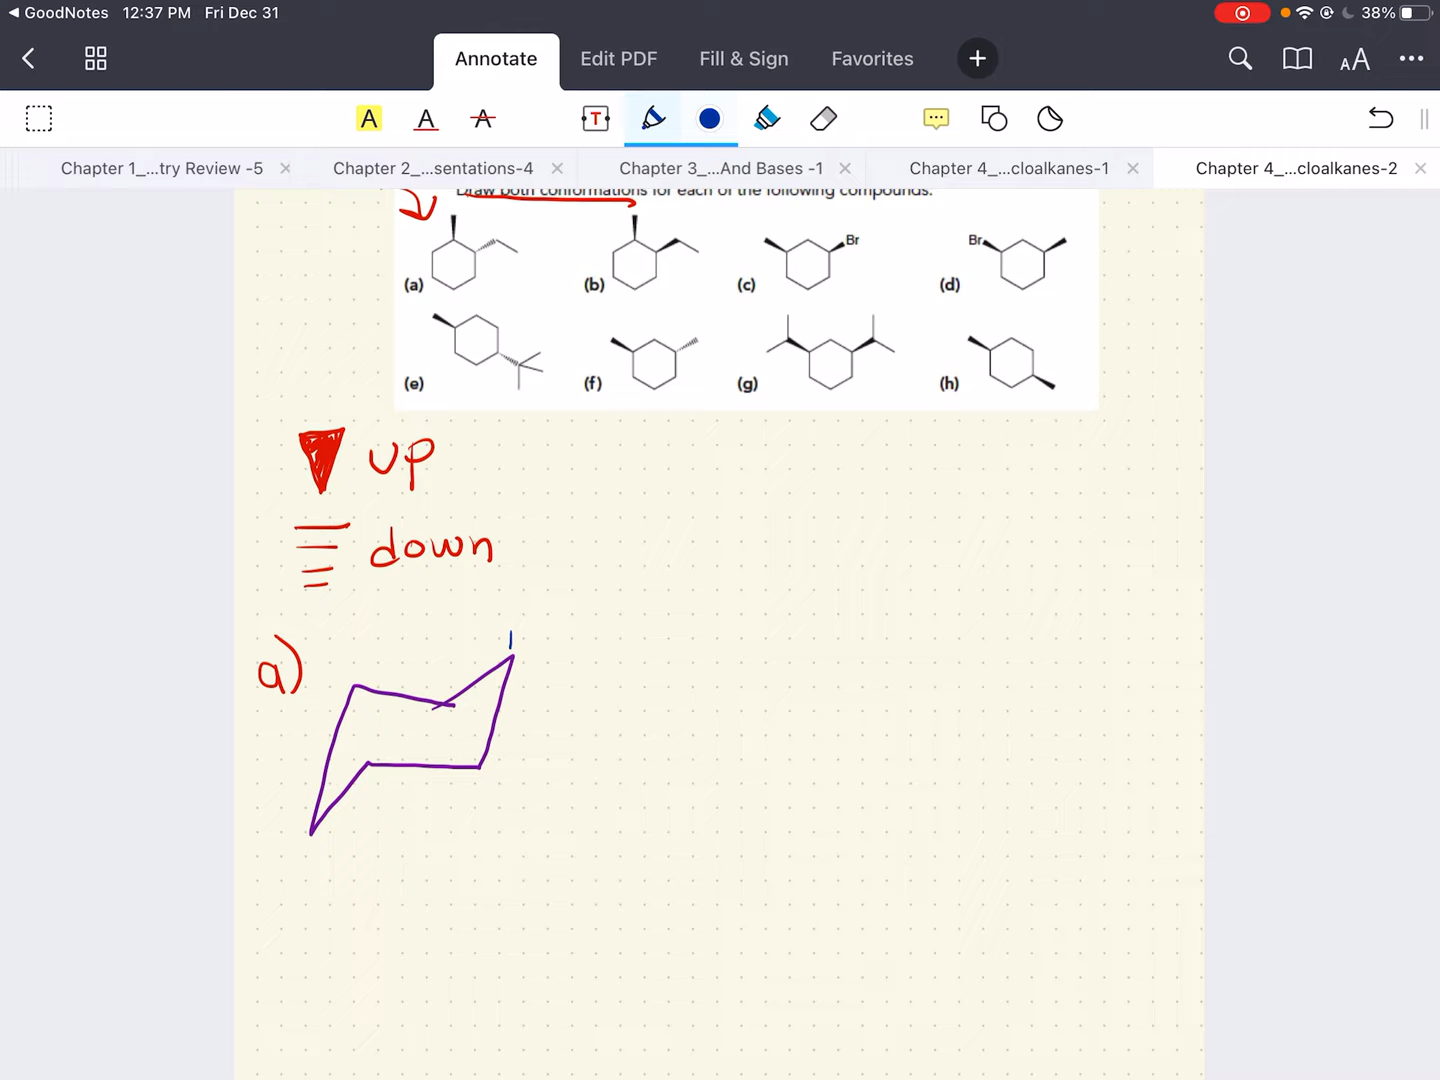 GoodNotes 12:37 PM Fri Dec 31 38%
Annotate Edit PDF Fill & Sign Favorites
A A A T AA
Chapter 1_...try Review -5 Chapter 2_...sentations-4 Chapter 3_...And Bases -1 Chapter 4_...cloalkanes-1 Chapter 4_...cloalkanes-2
Draw both conformations for each of the following compounds.
Br Br
(a) (b) (c) (d)
(e) (f) (g) (h)
up
down
a)
1